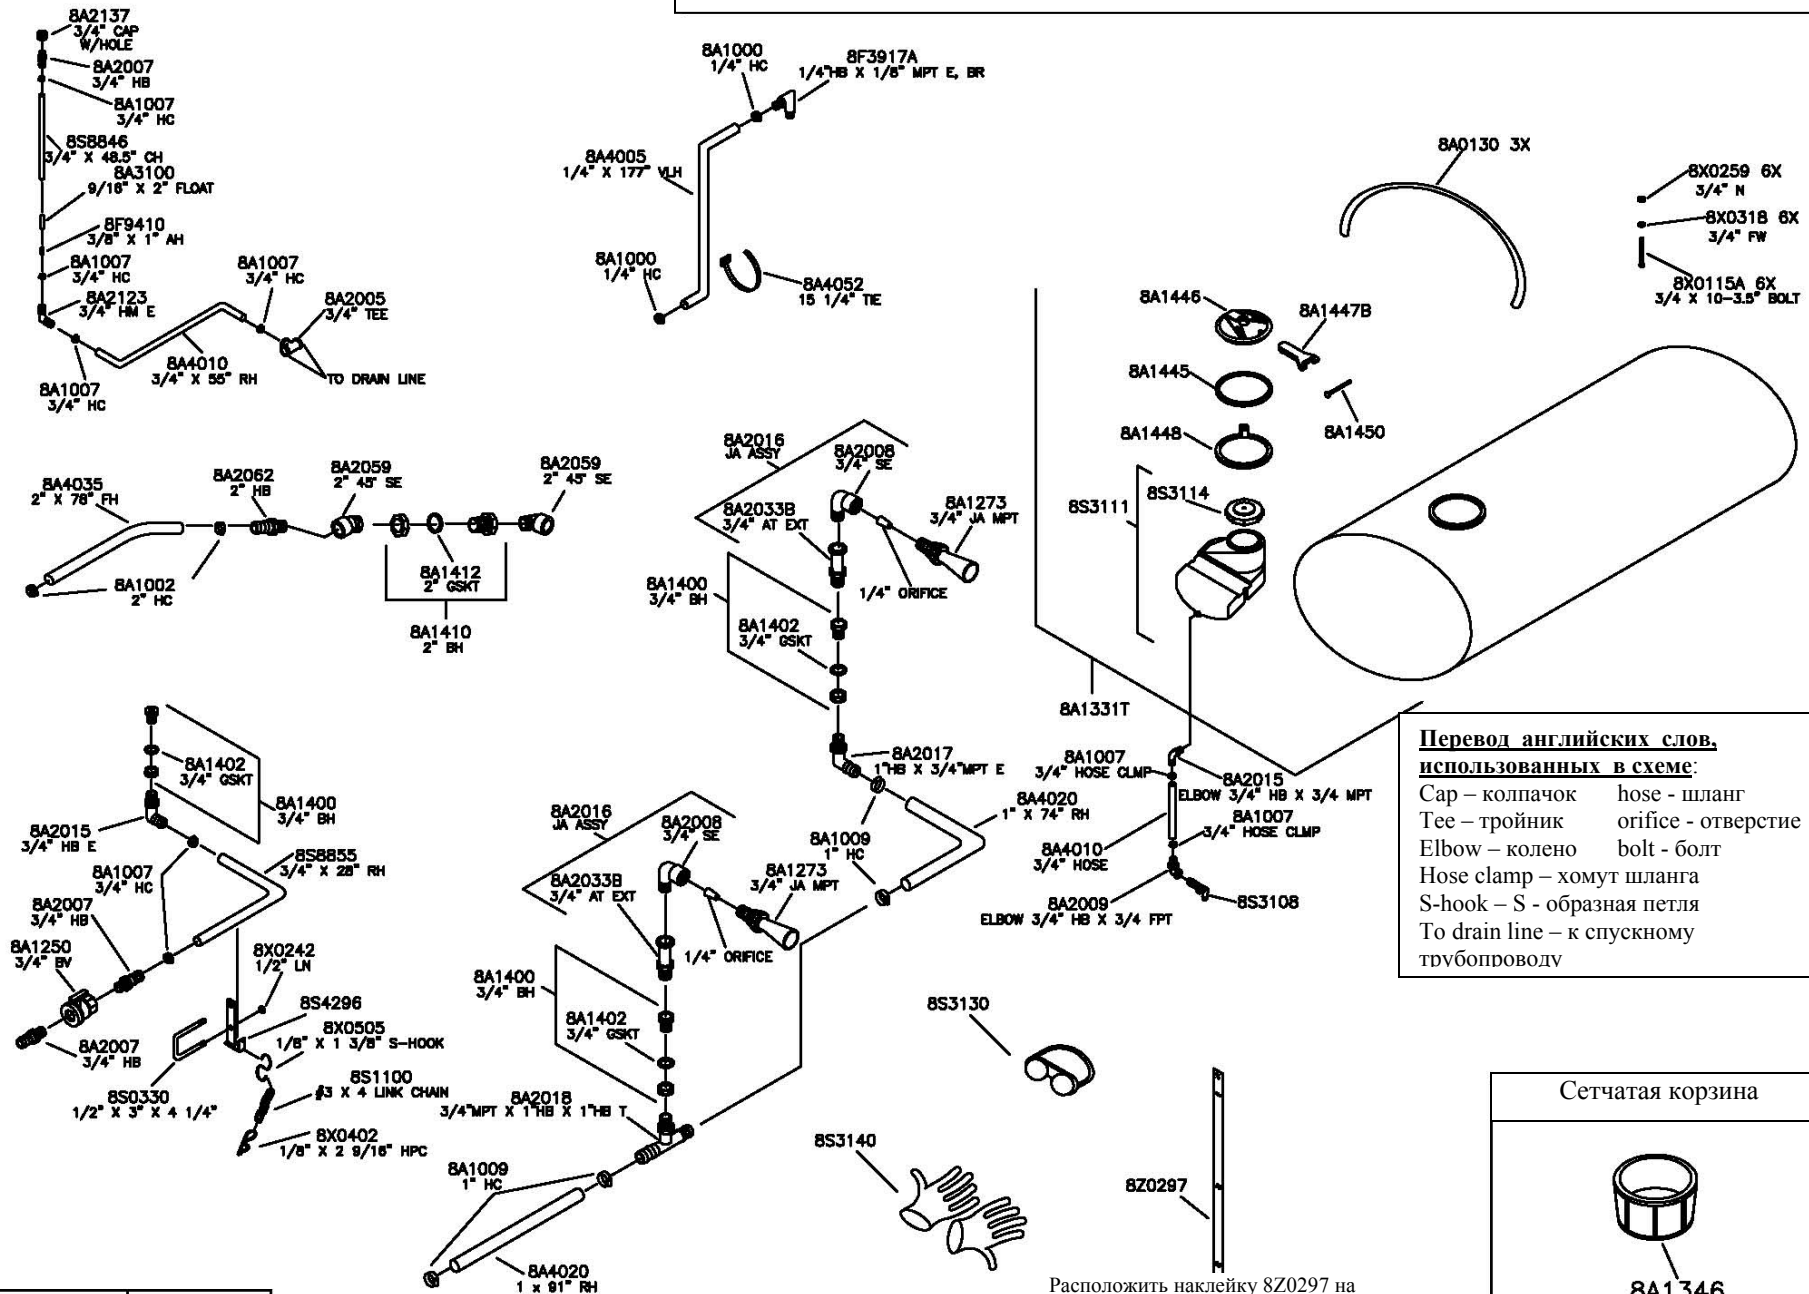 8A2137
3/4" CAP
W/HOLE
8A2007
3/4" HB
8A1007
3/4" HC
8S8846
3/4" X 48.5" CH
8A3100
9/16" X 2" FLOAT
8F9410
3/8" X 1" AH
8A1007
3/4" HC
8A2123
3/4" HM E
8A1007
3/4" HC
8A4010
3/4" X 55" RH
8A1007
3/4" HC
8A2005
3/4" TEE
TO DRAIN LINE
8A1000
1/4" HC
8F3917A
1/4"HB X 1/8" MPT E, BR
8A4005
1/4" X 177" VLH
8A1000
1/4" HC
8A4052
15 1/4" TIE
8A0130 3X
8X0259 6X
3/4" N
8X0318 6X
3/4" FW
8X0115A 6X
3/4 X 10-3.5" BOLT
8A1446
8A1447B
8A1445
8A1450
8A1448
8S3111
8S3114
8A1331T
8A4035
2" X 78" FH
8A2062
2" HB
8A2059
2" 45° SE
8A2059
2" 45° SE
8A1002
2" HC
8A1412
2" GSKT
8A1410
2" BH
8A2016
JA ASSY
8A2008
3/4" SE
8A2033B
3/4" AT EXT
8A1273
3/4" JA MPT
1/4" ORIFICE
8A1400
3/4" BH
8A1402
3/4" GSKT
8A2017
1"HB X 3/4"MPT E
8A4020
1" X 74" RH
8A1009
1" HC
8A1007
3/4" HOSE CLMP
8A2015
ELBOW 3/4" HB X 3/4 MPT
8A1007
3/4" HOSE CLMP
8A4010
3/4" HOSE
8A2009
ELBOW 3/4" HB X 3/4 FPT
8S3108
8A1402
3/4" GSKT
8A1400
3/4" BH
8A2015
3/4" HB E
8A1007
3/4" HC
8S8855
3/4" X 28" RH
8A2007
3/4" HB
8A1250
3/4" BV
8A2007
3/4" HB
8X0242
1/2" LN
8S4296
8X0505
1/8" X 1 3/8" S-HOOK
8S0330
1/2" X 3" X 4 1/4"
8S1100
#3 X 4 LINK CHAIN
8X0402
1/8" X 2 9/16" HPC
8A2016
JA ASSY
8A2008
3/4" SE
8A2033B
3/4" AT EXT
8A1273
3/4" JA MPT
1/4" ORIFICE
8A1400
3/4" BH
8A1402
3/4" GSKT
8A2018
3/4"MPT X 1"HB X 1"HB T
8A1009
1" HC
8A4020
1 x 91" RH
8S3130
8S3140
8Z0297
Расположить наклейку 8Z0297 на
Перевод английских слов,
использованных в схеме:
Cap – колпачок hose - шланг
Tee – тройник orifice - отверстие
Elbow – колено bolt - болт
Hose clamp – хомут шланга
S-hook – S - образная петля
To drain line – к спускному
трубопроводу
Сетчатая корзина
8A1346